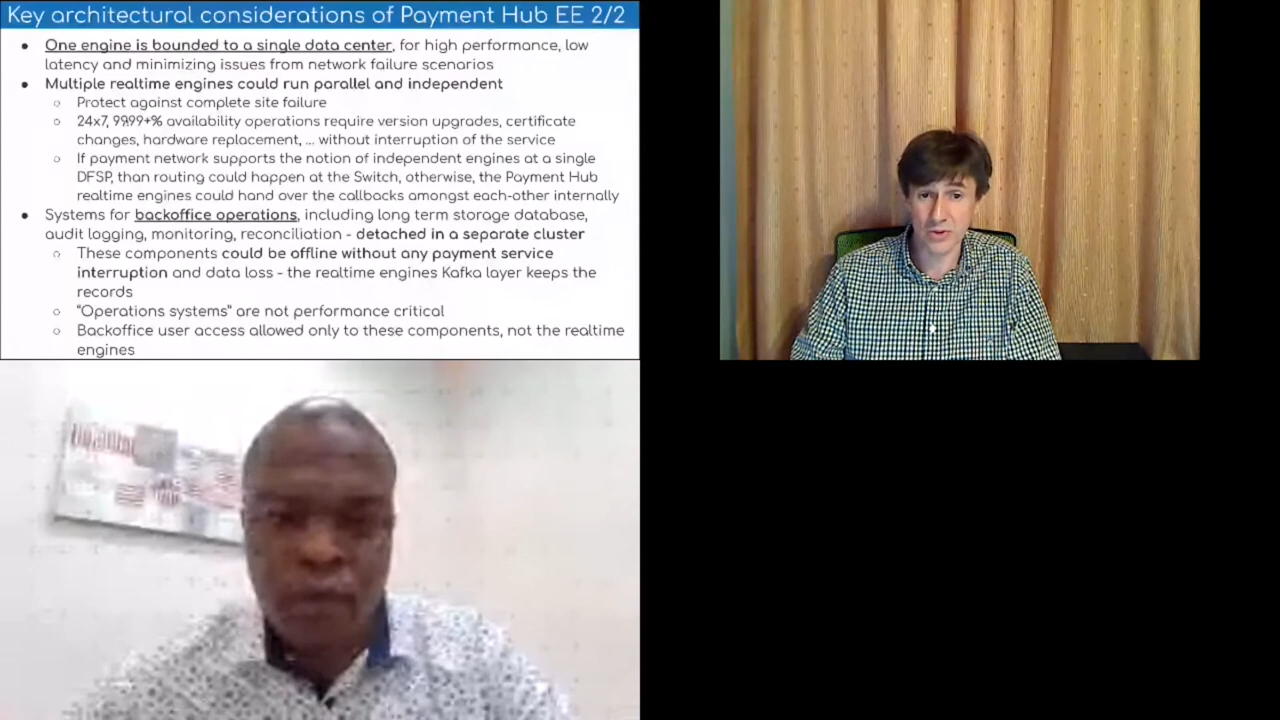 Key architectural considerations of Payment Hub EE 2/2
● One engine is bounded to a single data center, for high performance, low
latency and minimizing issues from network failure scenarios
● Multiple realtime engines could run parallel and independent
○ Protect against complete site failure
○ 24x7, 99.99+% availability operations require version upgrades, certificate
changes, hardware replacement, ... without interruption of the service
○ If payment network supports the notion of independent engines at a single
DFSP, than routing could happen at the Switch, otherwise, the Payment Hub
realtime engines could hand over the callbacks amongst each-other internally
● Systems for backoffice operations, including long term storage database,
audit logging, monitoring, reconciliation - detached in a separate cluster
○ These components could be offline without any payment service
interruption and data loss - the realtime engines Kafka layer keeps the
records
○ “Operations systems” are not performance critical
○ Backoffice user access allowed only to these components, not the realtime
engines